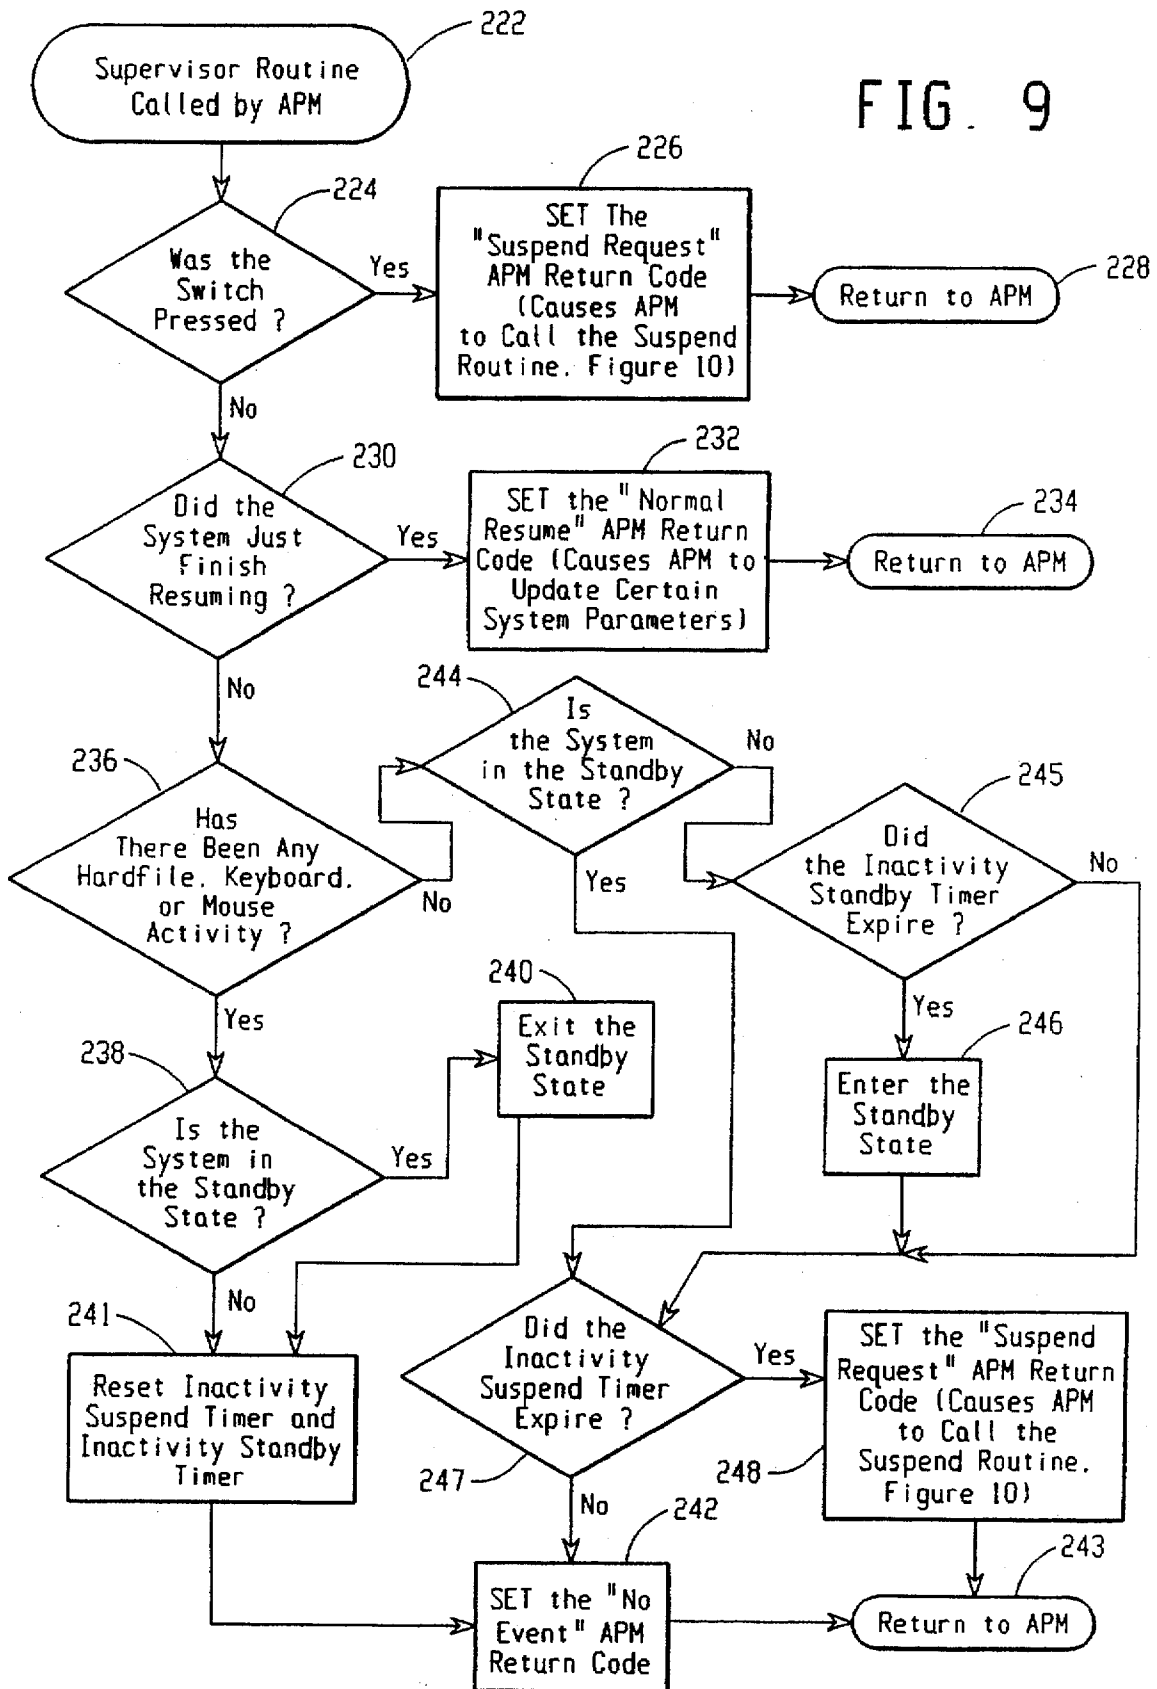 222
Supervisor Routine
Called by APM
FIG. 9
224
Was the
Switch
Pressed ?
Yes
No
226
SET The
"Suspend Request"
APM Return Code
(Causes APM
to Call the Suspend
Routine. Figure 10)
228
Return to APM
230
Did the
System Just
Finish
Resuming ?
Yes
No
232
SET the "Normal
Resume" APM Return
Code (Causes APM to
Update Certain
System Parameters)
234
Return to APM
236
Has
There Been Any
Hardfile. Keyboard.
or Mouse
Activity ?
No
Yes
244
Is
the System
in the Standby
State ?
No
Yes
245
Did
the Inactivity
Standby Timer
Expire ?
No
Yes
246
Enter the
Standby
State
238
Is the
System in
the Standby
State ?
Yes
No
240
Exit the
Standby
State
241
Reset Inactivity
Suspend Timer and
Inactivity Standby
Timer
247
Did the
Inactivity
Suspend Timer
Expire ?
Yes
No
248
SET the "Suspend
Request" APM Return
Code (Causes APM
to Call the
Suspend Routine.
Figure 10)
242
SET the "No
Event" APM
Return Code
243
Return to APM